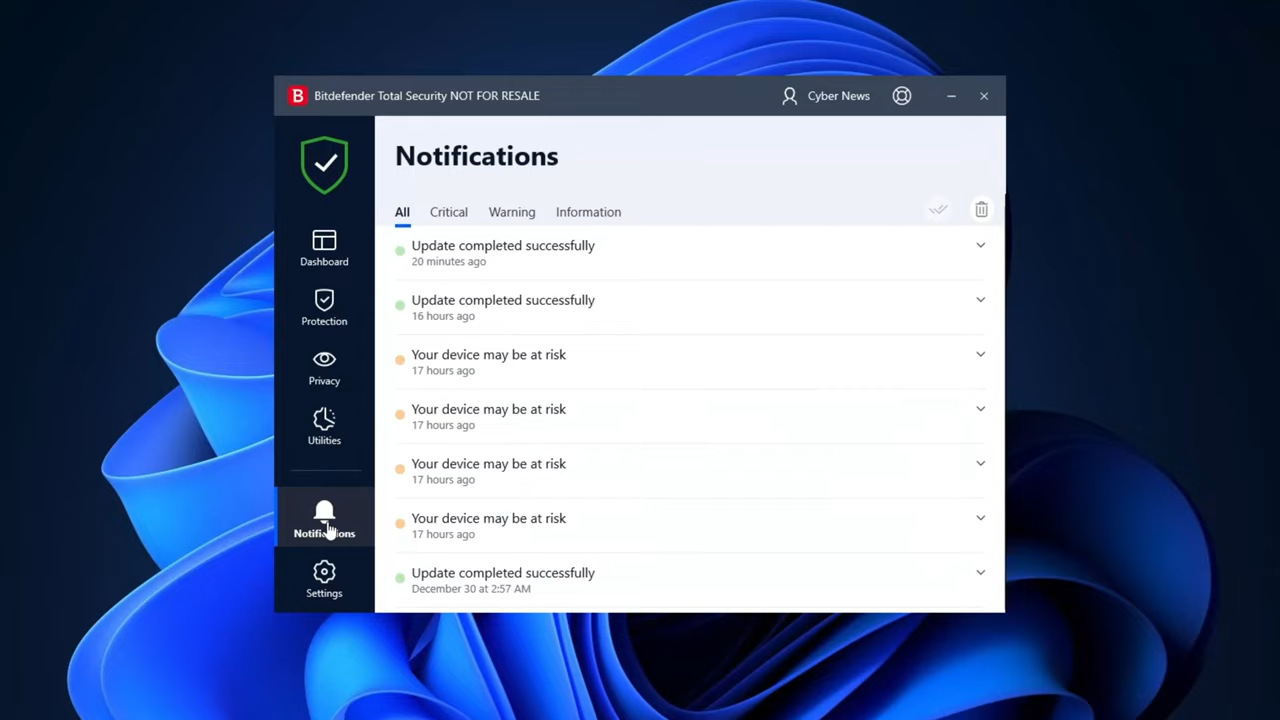 B Bitdefender Total Security NOT FOR RESALE
Cyber News
Notifications
All Critical Warning Information
Dashboard
Protection
Privacy
Utilities
Notifications
Settings
Update completed successfully
20 minutes ago
Update completed successfully
16 hours ago
Your device may be at risk
17 hours ago
Your device may be at risk
17 hours ago
Your device may be at risk
17 hours ago
Your device may be at risk
17 hours ago
Update completed successfully
December 30 at 2:57 AM